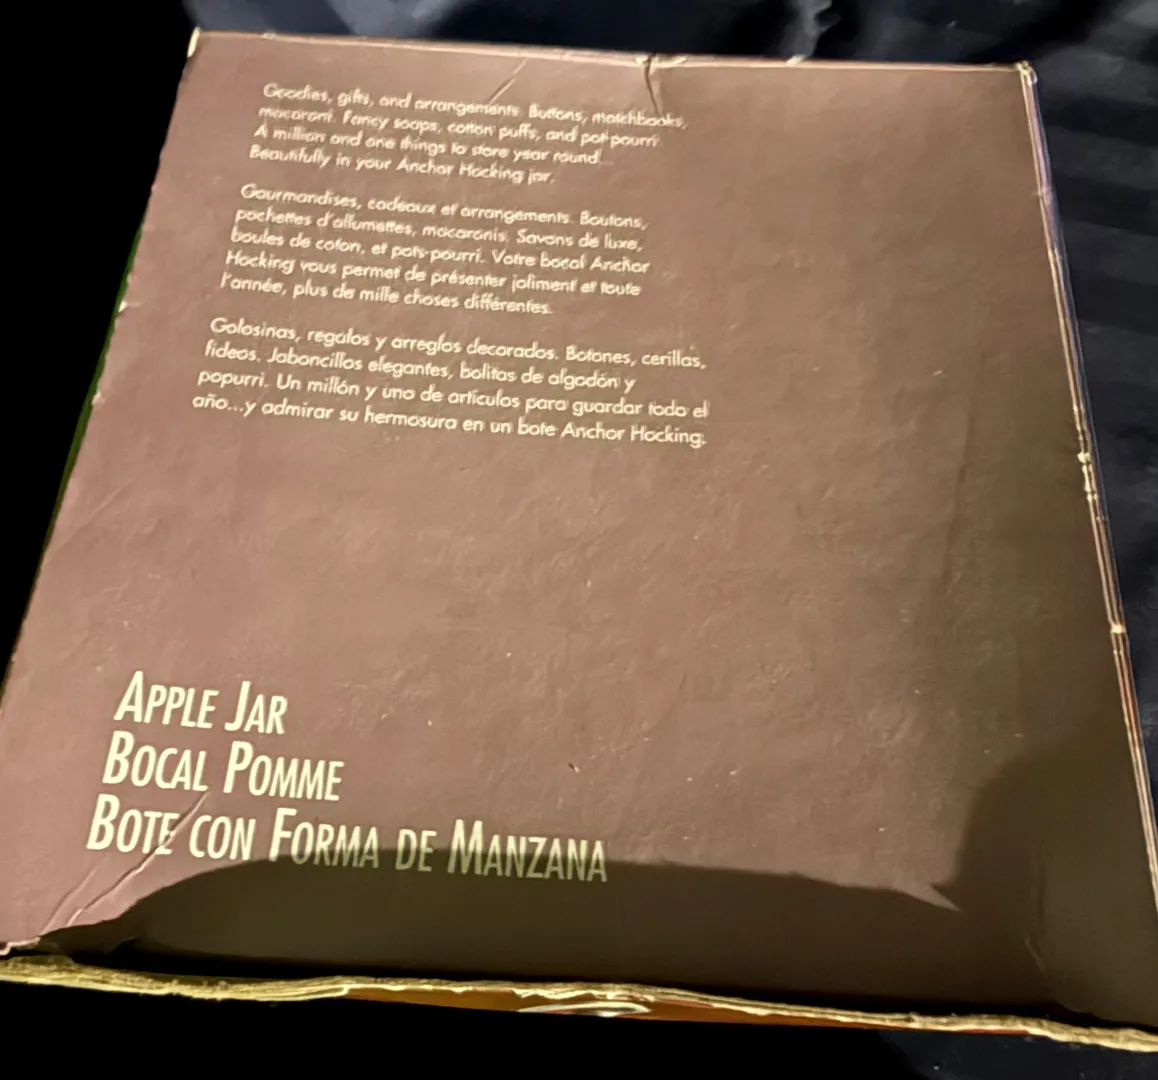 Goodies, gifts, and arrangements. Buttons, matchbooks,
macaroni. Fancy soaps, cotton puffs, and pot-pourri.
A million and one things to store year round...
Beautifully in your Anchor Hocking jar.
Gourmandises, cadeaux et arrangements. Boutons,
pochettes d'allumettes, macaronis. Savons de luxe,
boules de coton, et pots-pourri. Votre bocal Anchor
Hocking vous permet de présenter joliment et toute
l'année, plus de mille choses différentes.
Golosinas, regalos y arreglos decorados. Botones, cerillas,
fideos. Jaboncillos elegantes, bolitas de algodón y
popurri. Un millón y uno de artículos para guardar todo el
año...y admirar su hermosura en un bote Anchor Hocking.
APPLE JAR
BOCAL POMME
BOTE CON FORMA DE MANZANA